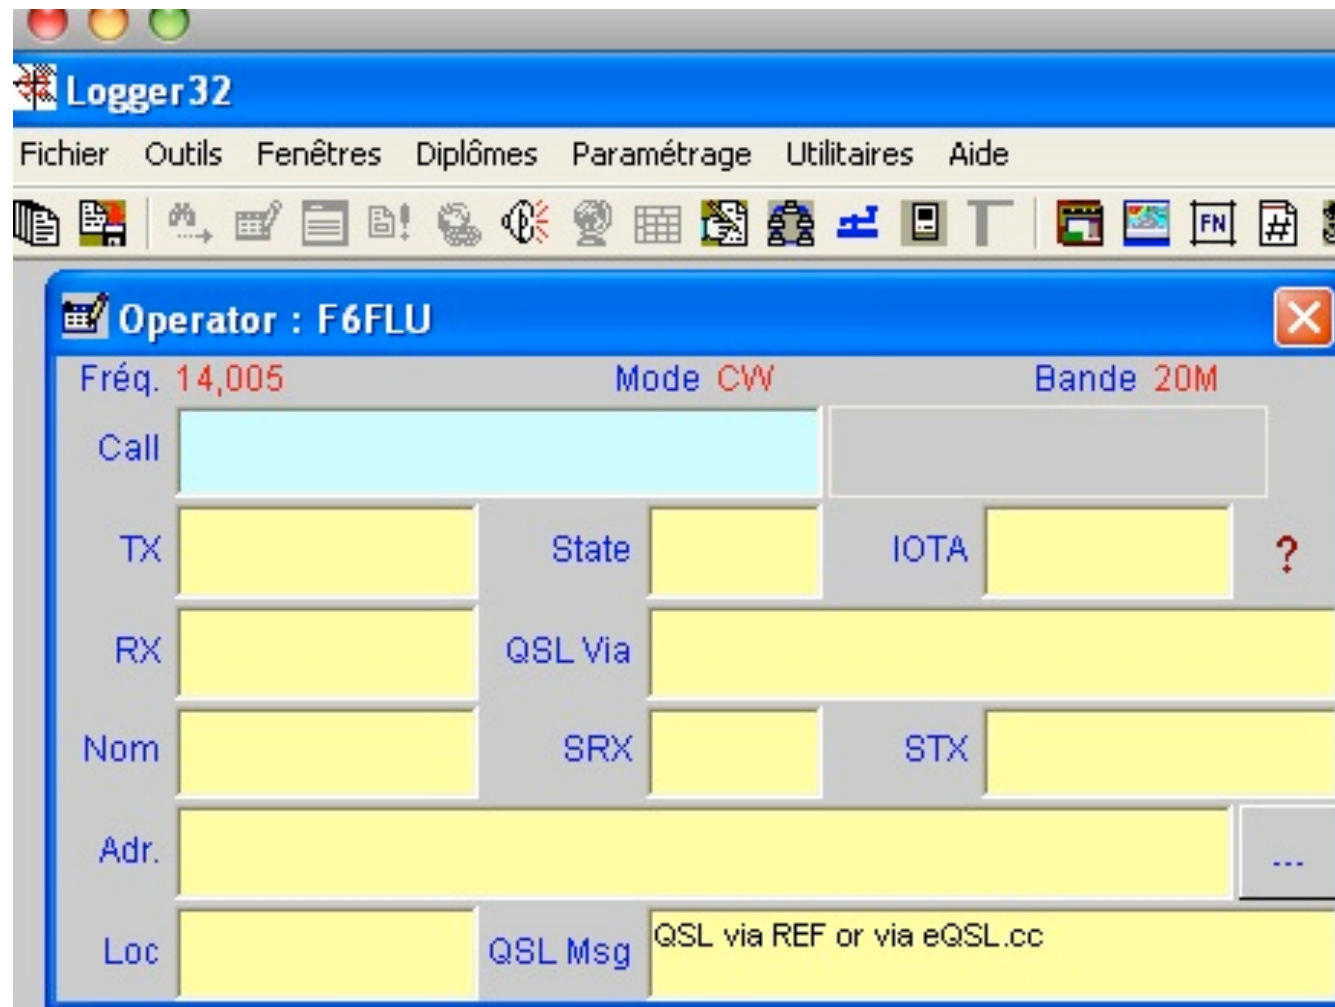 Logger32
Fichier Outils Fenêtres Diplômes Paramétrage Utilitaires Aide
FN #
Operator : F6FLU
Fréq. 14,005 Mode CW Bande 20M
Call
TX State IOTA ?
RX QSL Via
Nom SRX STX
Adr. ...
Loc QSL Msg QSL via REF or via eQSL.cc